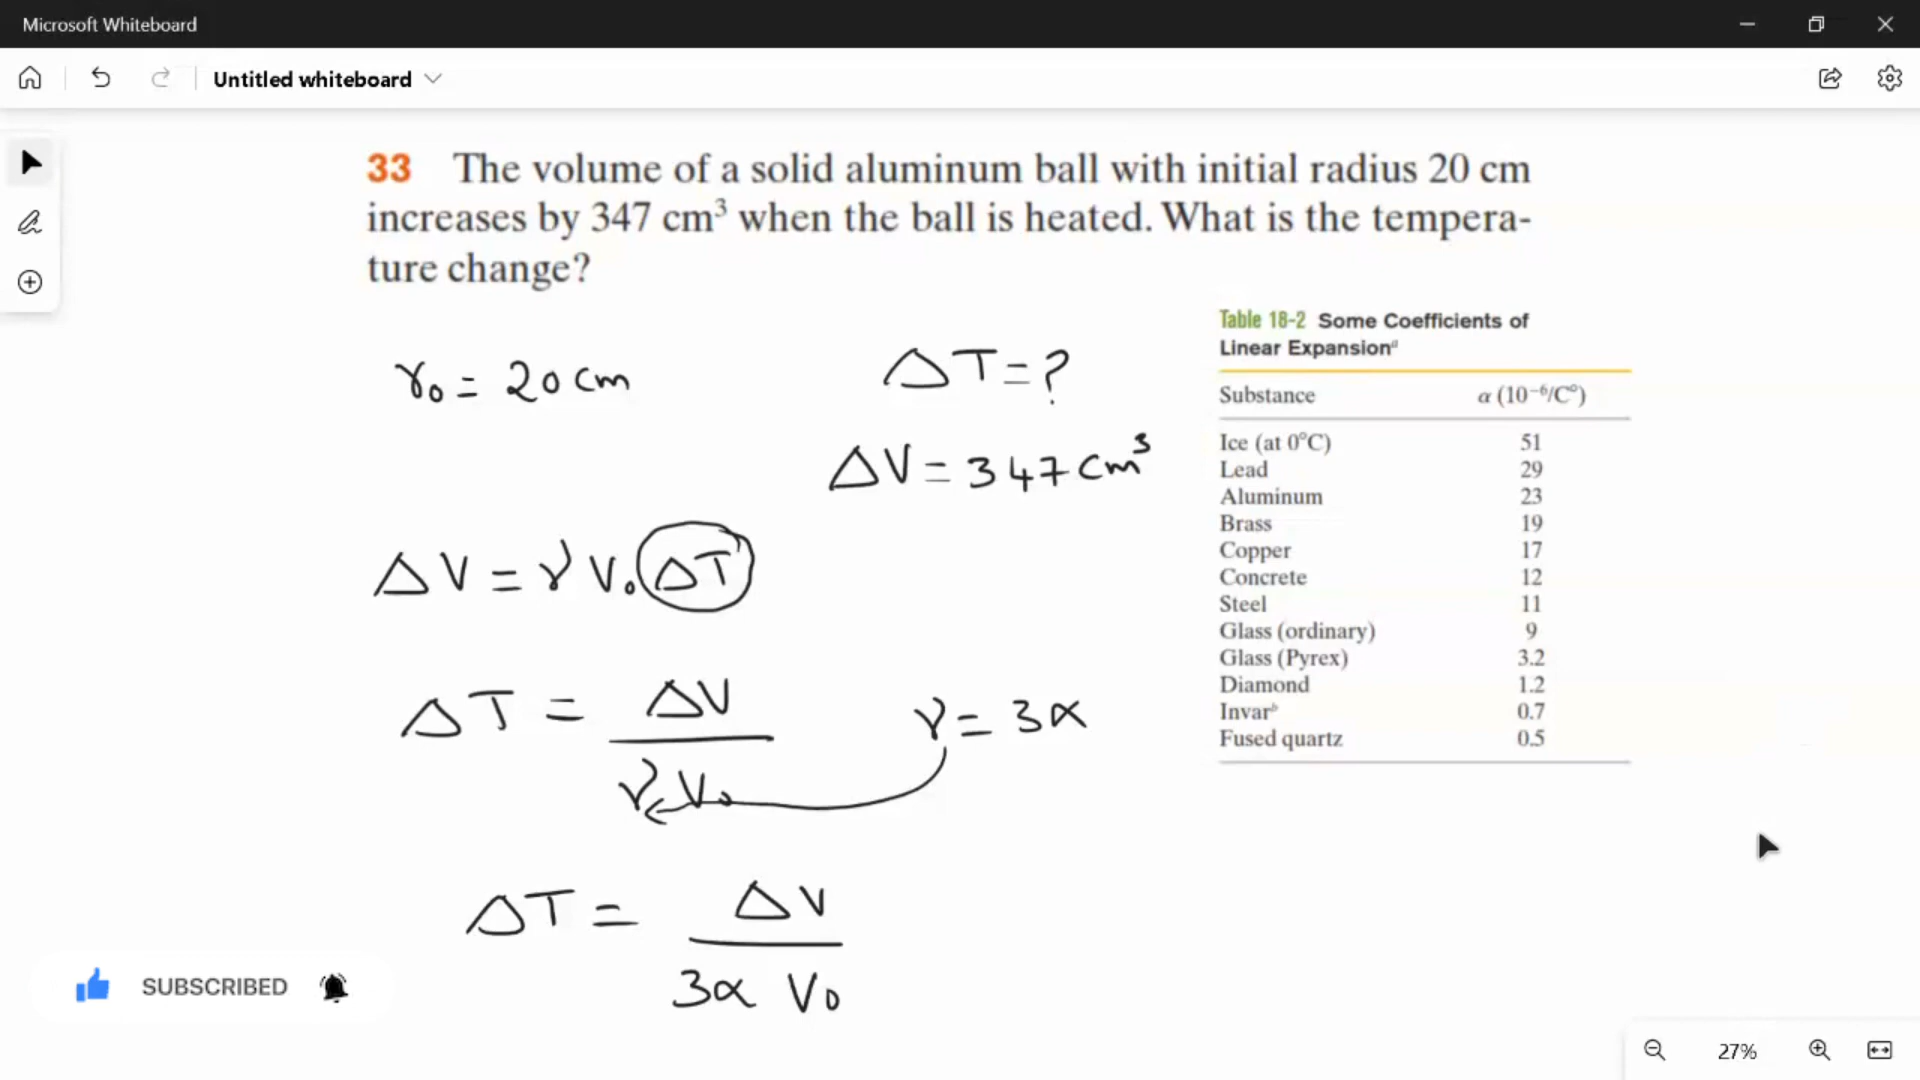 Microsoft Whiteboard
Untitled whiteboard
33 The volume of a solid aluminum ball with initial radius 20 cm
increases by 347 cm³ when the ball is heated. What is the tempera-
ture change?
r₀ = 20 cm
ΔT = ?
ΔV = 347 cm³
ΔV = γ V₀ ΔT
ΔT = ΔV / γ V₀
γ = 3α
ΔT = ΔV / 3α V₀
Table 18-2 Some Coefficients of
Linear Expansionᵃ
Substance α (10⁻⁶/C°)
Ice (at 0°C) 51
Lead 29
Aluminum 23
Brass 19
Copper 17
Concrete 12
Steel 11
Glass (ordinary) 9
Glass (Pyrex) 3.2
Diamond 1.2
Invarᵇ 0.7
Fused quartz 0.5
SUBSCRIBED
27%